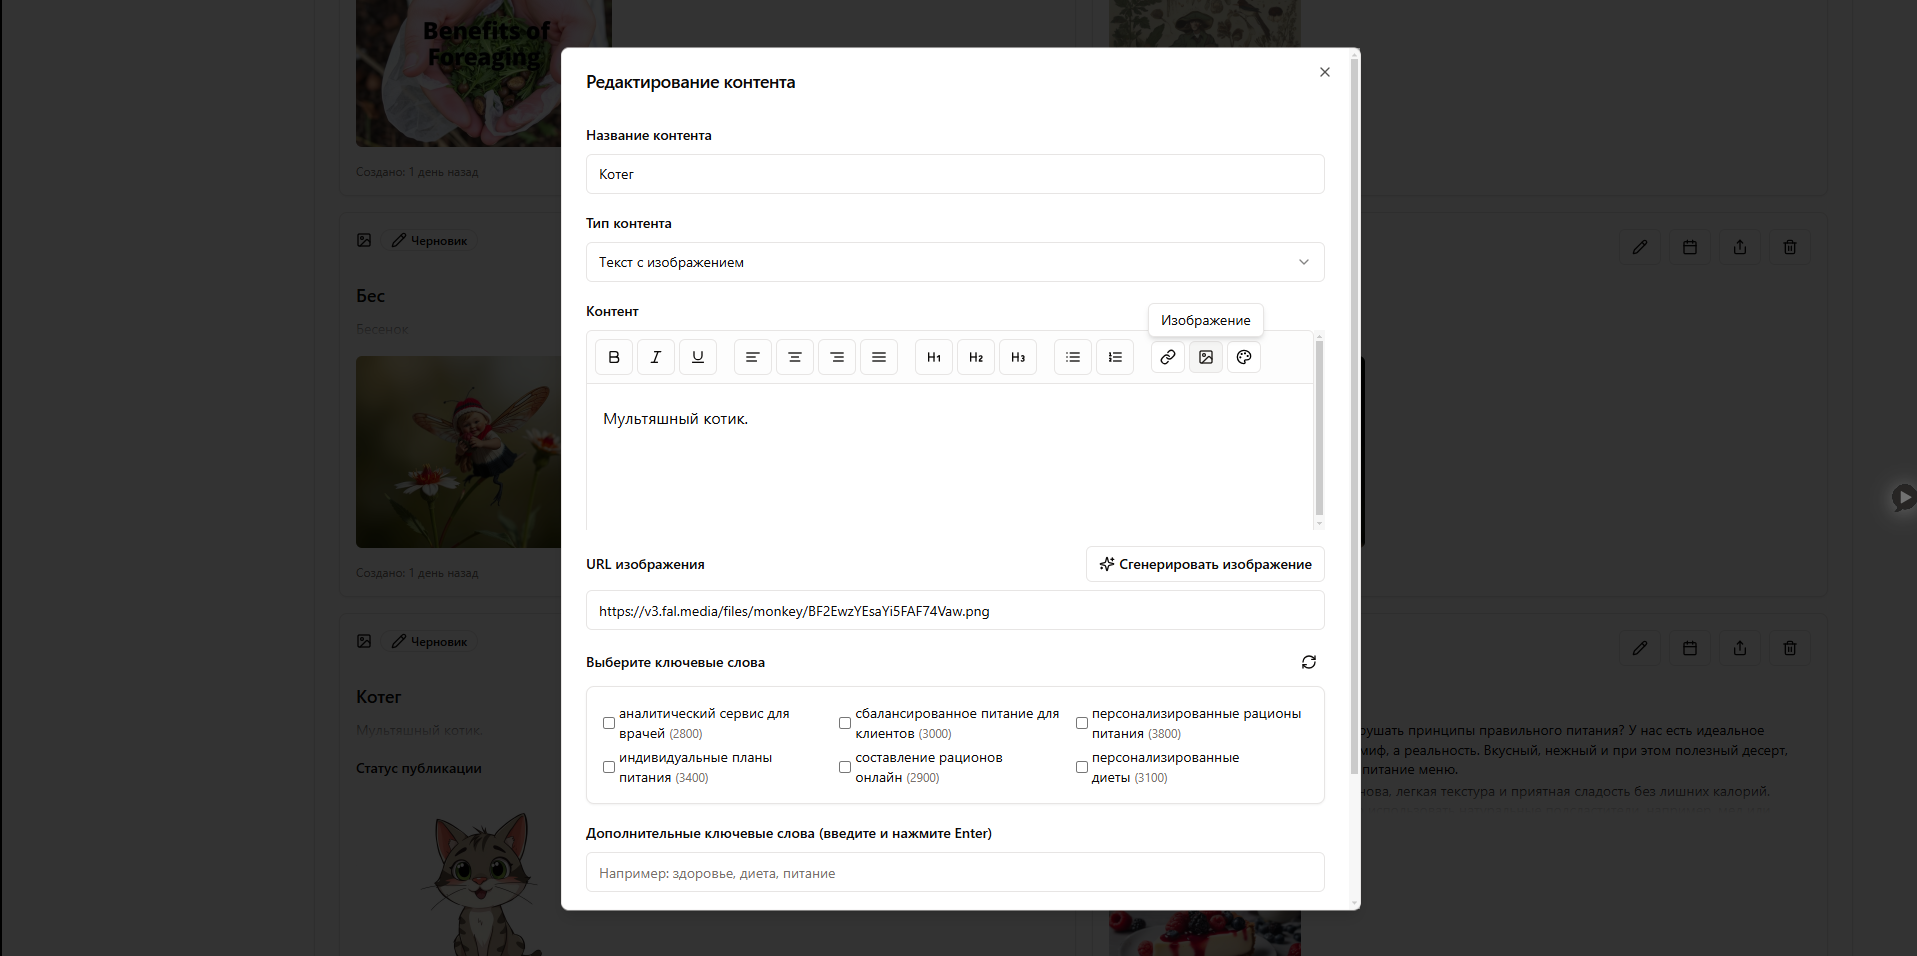 Benefits of
Foreaging
Создано: 1 день назад
Черновик
Бес
Бесенок
Создано: 1 день назад
Черновик
Котег
Мультяшный котик.
Статус публикации
Редактирование контента
Название контента
Котег
Тип контента
Текст с изображением
Контент
Изображение
B I U H1 H2 H3
Мультяшный котик.
URL изображения
Сгенерировать изображение
https://v3.fal.media/files/monkey/BF2EwzYEsaYi5FAF74Vaw.png
Выберите ключевые слова
аналитический сервис для
врачей (2800)
сбалансированное питание для
клиентов (3000)
персонализированные рационы
питания (3800)
индивидуальные планы
питания (3400)
составление рационов
онлайн (2900)
персонализированные
диеты (3100)
Дополнительные ключевые слова (введите и нажмите Enter)
Например: здоровье, диета, питание
рушать принципы правильного питания? У нас есть идеальное
миф, а реальность. Вкусный, нежный и при этом полезный десерт,
питание меню.
нова, легкая текстура и приятная сладость без лишних калорий.